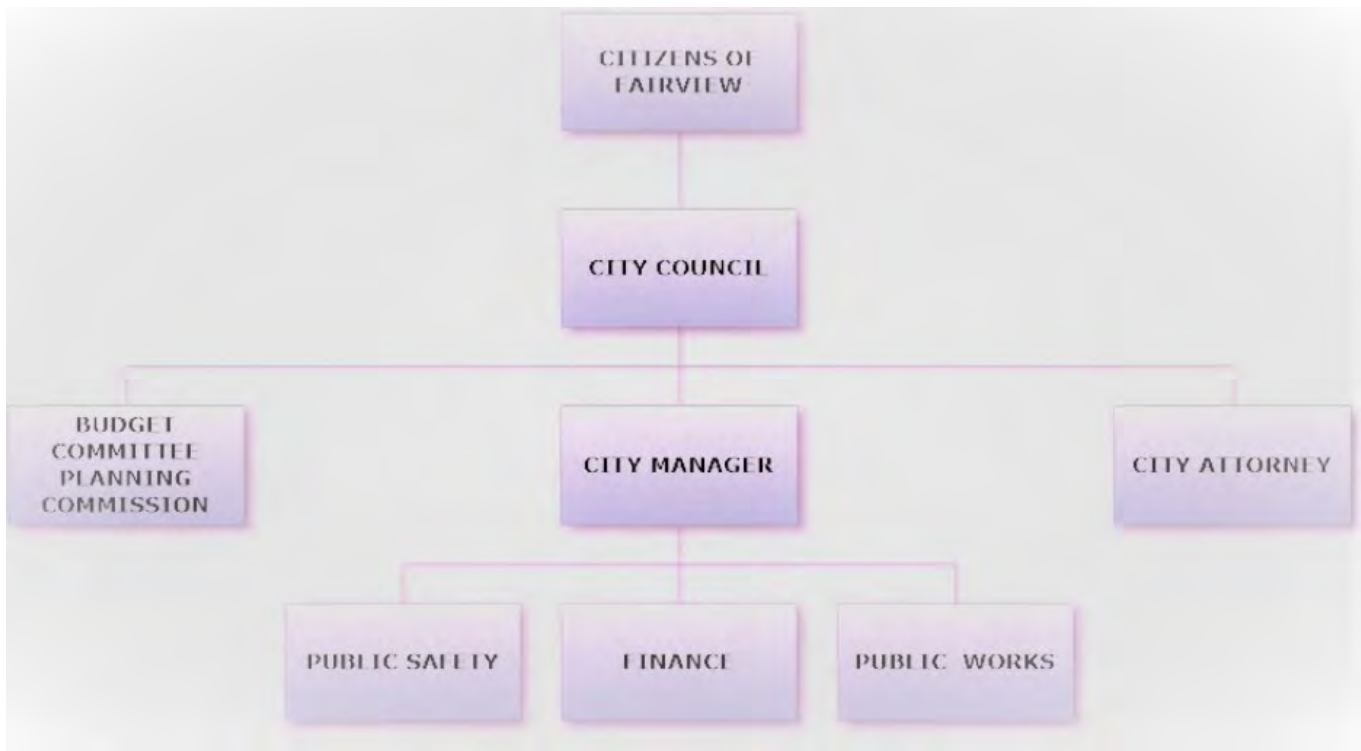 CITIZENS OF
FAIRVIEW
CITY COUNCIL
BUDGET
COMMITTEE
PLANNING
COMMISSION
CITY MANAGER
CITY ATTORNEY
PUBLIC SAFETY
FINANCE
PUBLIC WORKS